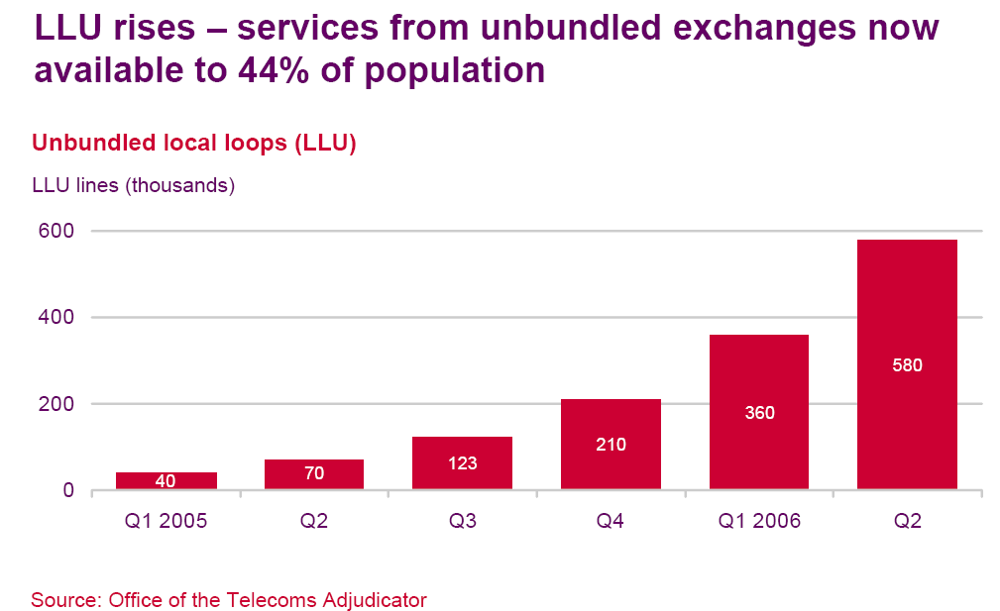 LLU rises – services from unbundled exchanges now
available to 44% of population
Unbundled local loops (LLU)
LLU lines (thousands)
600
400
200
0
40
70
123
210
360
580
Q1 2005
Q2
Q3
Q4
Q1 2006
Q2
Source: Office of the Telecoms Adjudicator